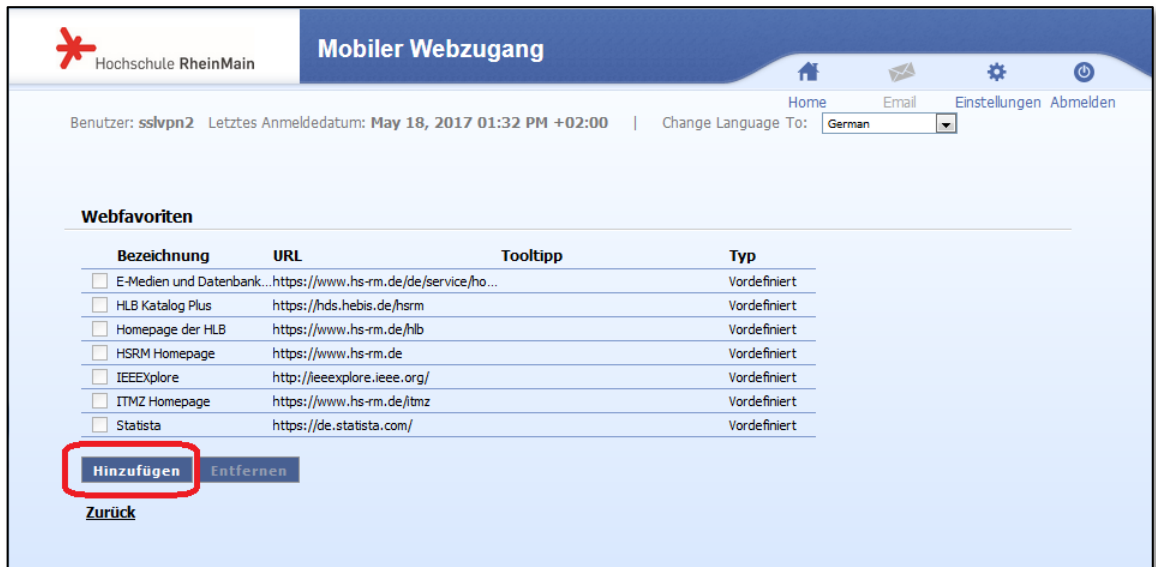 Hochschule RheinMain
Mobiler Webzugang
Home Email Einstellungen Abmelden
Benutzer: sslvpn2 Letztes Anmeldedatum: May 18, 2017 01:32 PM +02:00 | Change Language To: German
Webfavoriten
Bezeichnung URL Tooltipp Typ
E-Medien und Datenbank... https://www.hs-rm.de/de/service/ho... Vordefiniert
HLB Katalog Plus https://hds.hebis.de/hsrm Vordefiniert
Homepage der HLB https://www.hs-rm.de/hlb Vordefiniert
HSRM Homepage https://www.hs-rm.de Vordefiniert
IEEEXplore http://ieeexplore.ieee.org/ Vordefiniert
ITMZ Homepage https://www.hs-rm.de/itmz Vordefiniert
Statista https://de.statista.com/ Vordefiniert
Hinzufügen Entfernen
Zurück